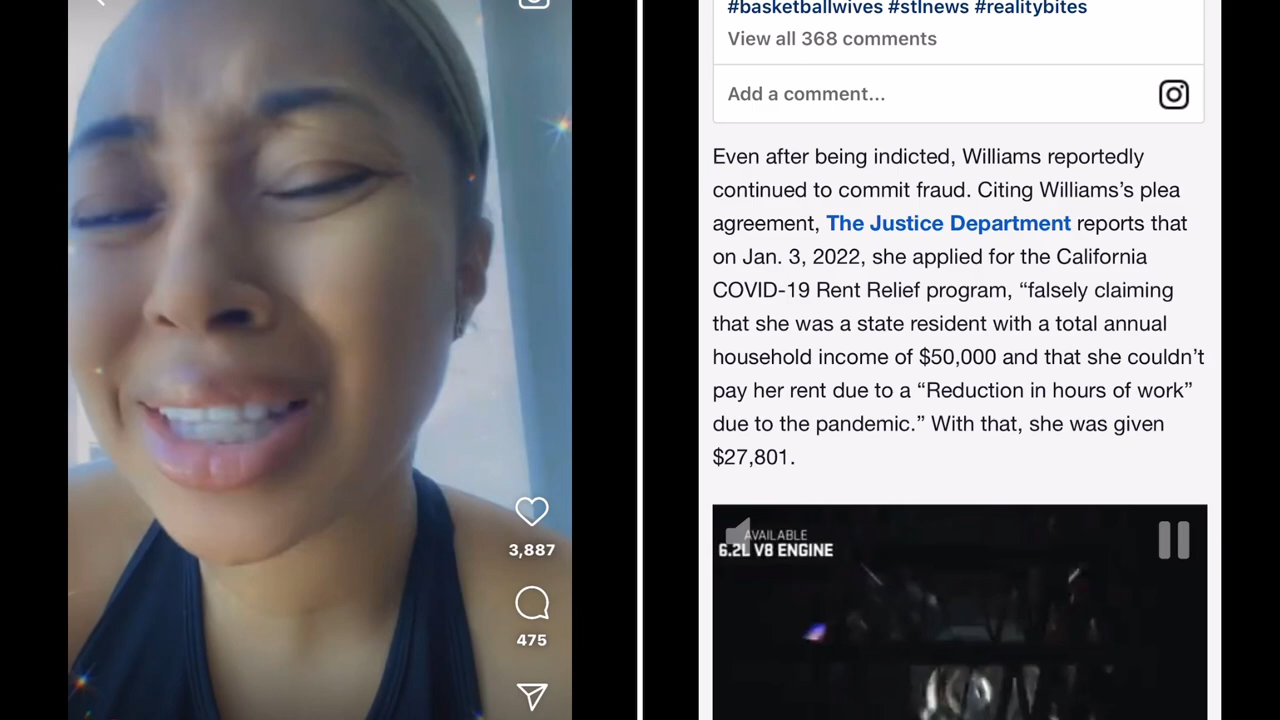 3,887
475
#basketballwives #stlnews #realitybites
View all 368 comments
Add a comment...
Even after being indicted, Williams reportedly
continued to commit fraud. Citing Williams’s plea
agreement, The Justice Department reports that
on Jan. 3, 2022, she applied for the California
COVID-19 Rent Relief program, “falsely claiming
that she was a state resident with a total annual
household income of $50,000 and that she couldn’t
pay her rent due to a “Reduction in hours of work”
due to the pandemic.” With that, she was given
$27,801.
AVAILABLE
6.2L V8 ENGINE